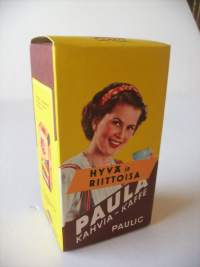 HYVÄ ja
RIITTOISA
PAULA
KAHVIA - KAFFE
PAULIG